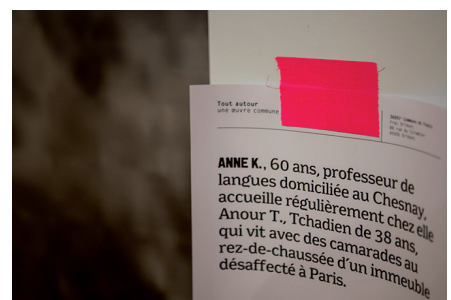 Tout autour
une œuvre commune
ANNE K., 60 ans, professeur de
langues domiciliée au Chesnay,
accueille régulièrement chez elle
Anour T., Tchadien de 38 ans,
qui vit avec des camarades au
rez-de-chaussée d'un immeuble
désaffecté à Paris.